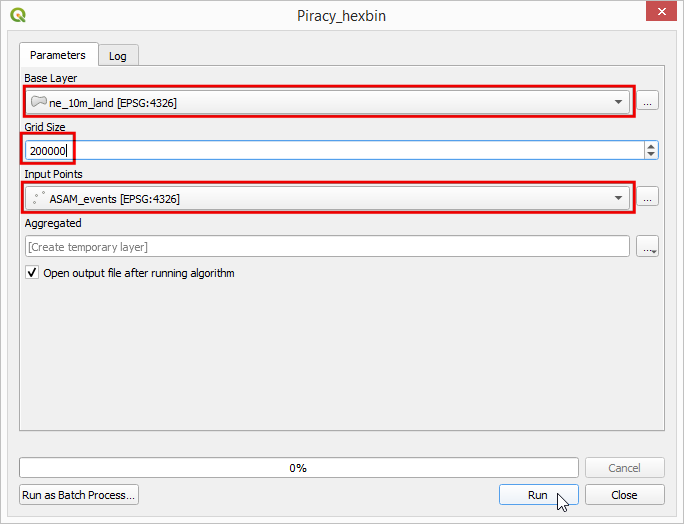 Piracy_hexbin
Parameters
Log
Base Layer
ne_10m_land [EPSG:4326]
...
Grid Size
200000
Input Points
ASAM_events [EPSG:4326]
...
Aggregated
[Create temporary layer]
...
Open output file after running algorithm
0%
Cancel
Run as Batch Process...
Run
Close